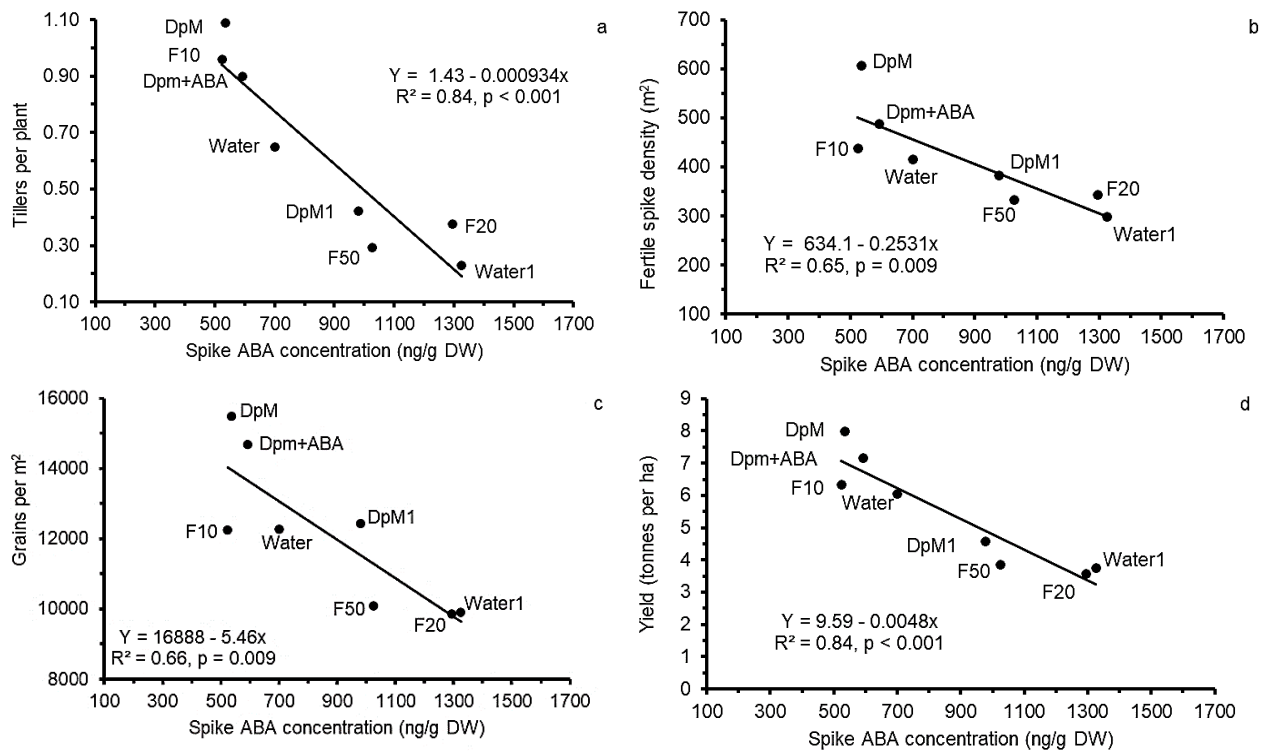 a
1.10
0.90
0.70
0.50
0.30
0.10
Tillers per plant
DpM
F10
Dpm+ABA
Water
DpM1
F50
F20
Water1
Y =  1.43 - 0.000934x
R² = 0.84, p < 0.001
100 300 500 700 900 1100 1300 1500 1700
Spike ABA concentration (ng/g DW)
b
700
600
500
400
300
200
100
Fertile spike density (m²)
DpM
Dpm+ABA
F10
Water
DpM1
F50
F20
Water1
Y =  634.1 - 0.2531x
R² = 0.65, p = 0.009
100 300 500 700 900 1100 1300 1500 1700
Spike ABA concentration (ng/g DW)
c
16000
14000
12000
10000
8000
Grains per m²
DpM
Dpm+ABA
F10
Water
DpM1
F50
F20
Water1
Y = 16888 - 5.46x
R² = 0.66, p = 0.009
100 300 500 700 900 1100 1300 1500 1700
Spike ABA concentration (ng/g DW)
d
9
8
7
6
5
4
3
2
1
0
Yield (tonnes per ha)
DpM
Dpm+ABA
F10
Water
DpM1
F50
F20
Water1
Y = 9.59 - 0.0048x
R² = 0.84, p < 0.001
100 300 500 700 900 1100 1300 1500 1700
Spike ABA concentration (ng/g DW)